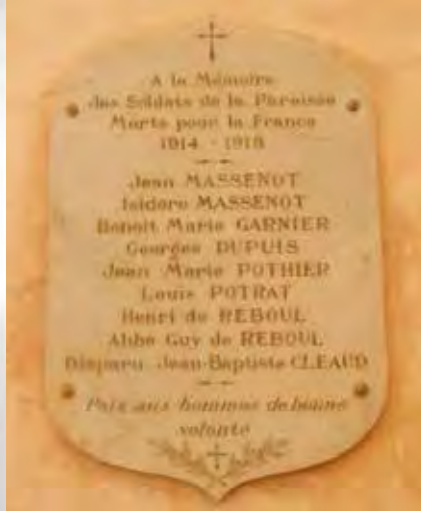 A la Mémoire
des Soldats de la Paroisse
Morts pour la France
1914 - 1918
Jean MASSENOT
Isidore MASSENOT
Benoit Marie GARNIER
Georges DUPUIS
Jean Marie POTHIER
Louis POTRAT
Henri de REBOUL
Abbé Guy de REBOUL
Disparu Jean-Baptiste CLEAUD
Paix aux hommes de bonne
volonté